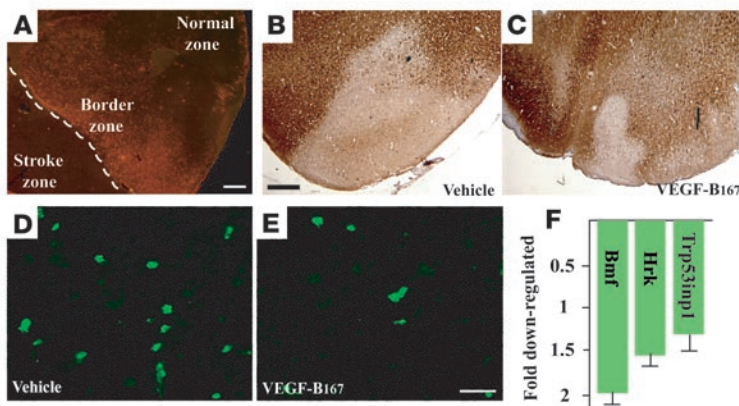 A
Normal
zone
Border
zone
Stroke
zone
B
Vehicle
C
VEGF-B167
D
Vehicle
E
VEGF-B167
F
Fold down-regulated
0.5
1
1.5
2
Bmf
Hrk
Trp53inp1